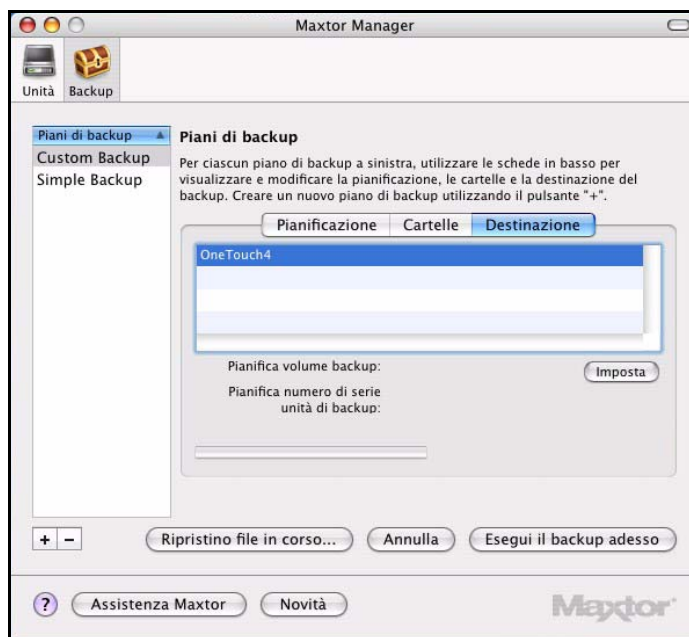 Maxtor Manager
Unità
Backup
Piani di backup
Custom Backup
Simple Backup
Piani di backup
Per ciascun piano di backup a sinistra, utilizzare le schede in basso per
visualizzare e modificare la pianificazione, le cartelle e la destinazione del
backup. Creare un nuovo piano di backup utilizzando il pulsante "+".
Pianificazione
Cartelle
Destinazione
OneTouch4
Pianifica volume backup:
Imposta
Pianifica numero di serie
unità di backup:
+
−
Ripristino file in corso...
Annulla
Esegui il backup adesso
?
Assistenza Maxtor
Novità
Maxtor